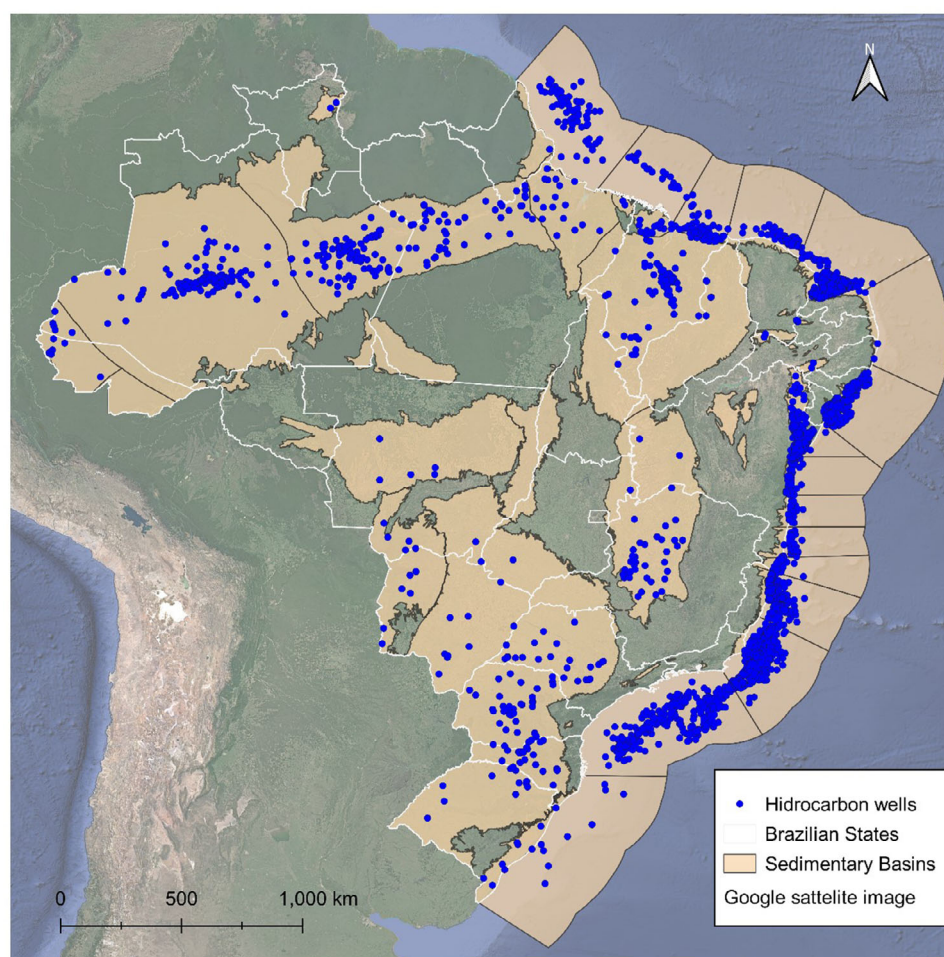 N
Hidrocarbon wells
Brazilian States
Sedimentary Basins
Google sattelite image
0 500 1,000 km